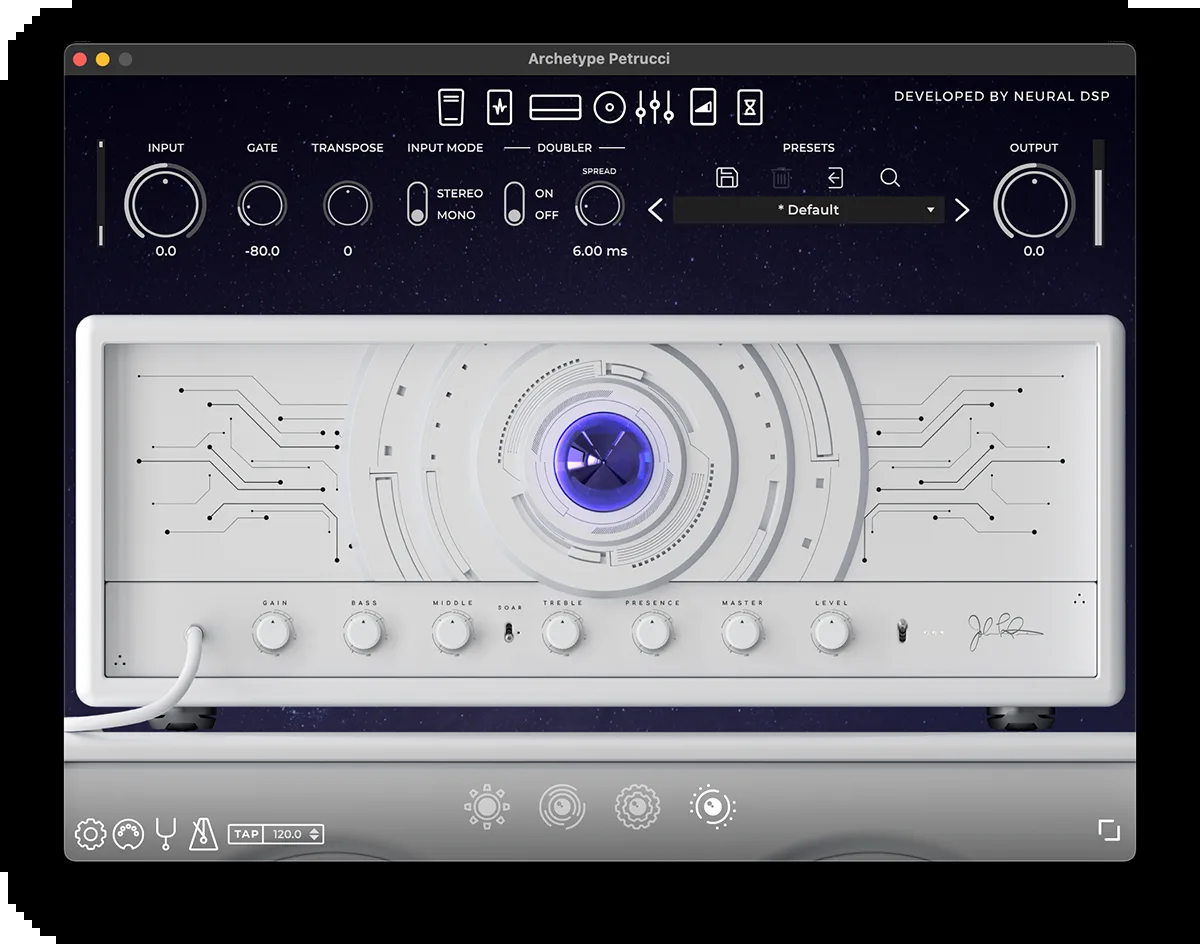 Archetype Petrucci
DEVELOPED BY NEURAL DSP
INPUT
GATE
TRANSPOSE
INPUT MODE
DOUBLER
PRESETS
OUTPUT
SPREAD
STEREO
MONO
ON
OFF
* Default
0.0
-80.0
0
6.00 ms
0.0
GAIN
BASS
MIDDLE
SOAR
TREBLE
PRESENCE
MASTER
LEVEL
TAP 120.0